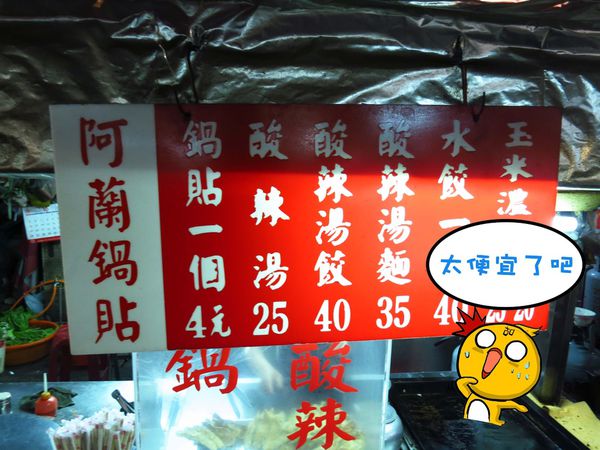 阿蘭鍋貼
鍋貼一個4元
酸辣湯25
酸辣湯餃40
酸辣湯麵35
水餃一
玉米濃
太便宜了吧
鍋
酸辣